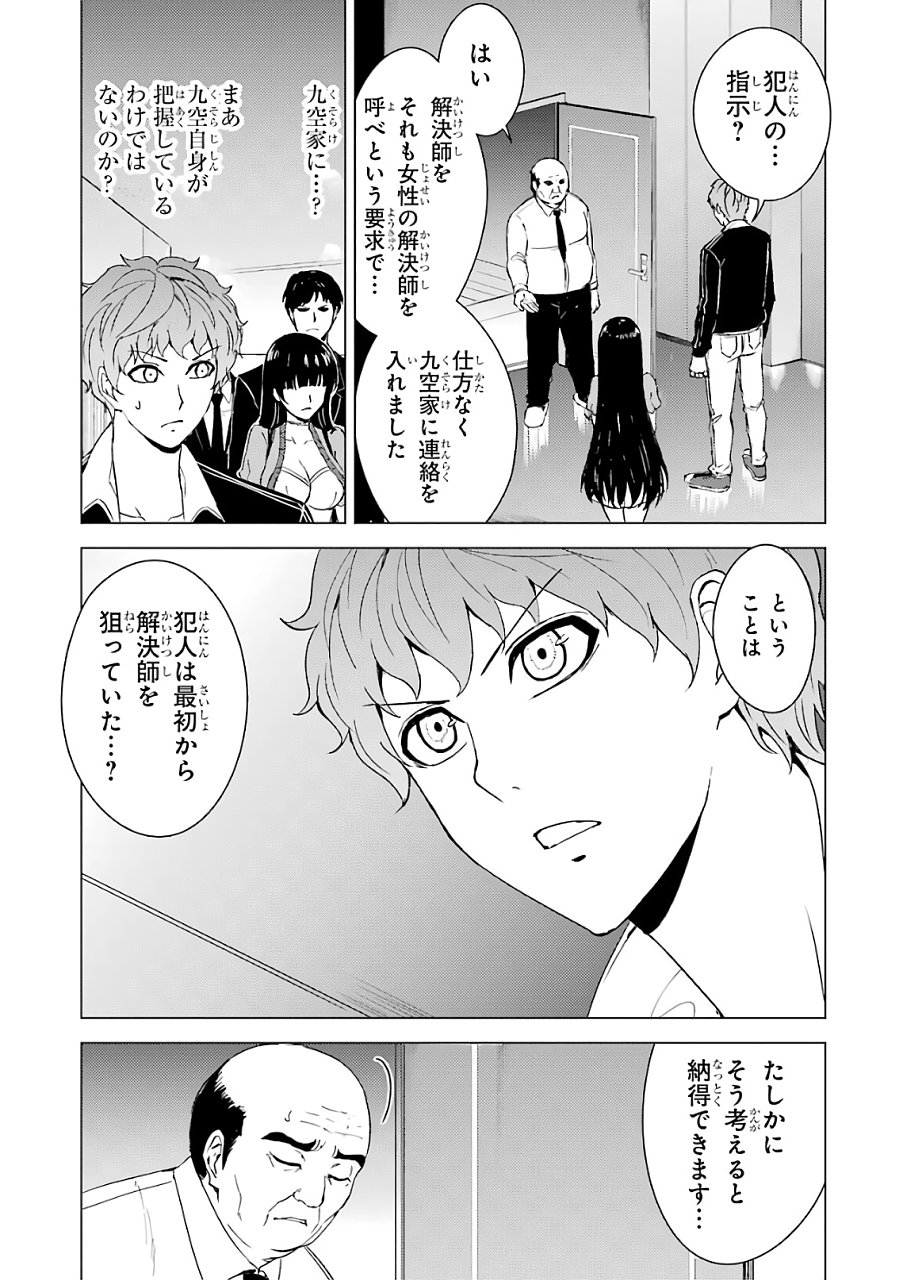 犯人の…
指示？
はい
解決師を
それも女性の解決師を
呼べという要求で…
仕方なく
九空家に連絡を
入れました
九空家に…？
まあ
九空自身が
把握している
わけでは
ないのか？
という
ことは
犯人は最初から
解決師を
狙っていた…？
たしかに
そう考えると
納得できます…